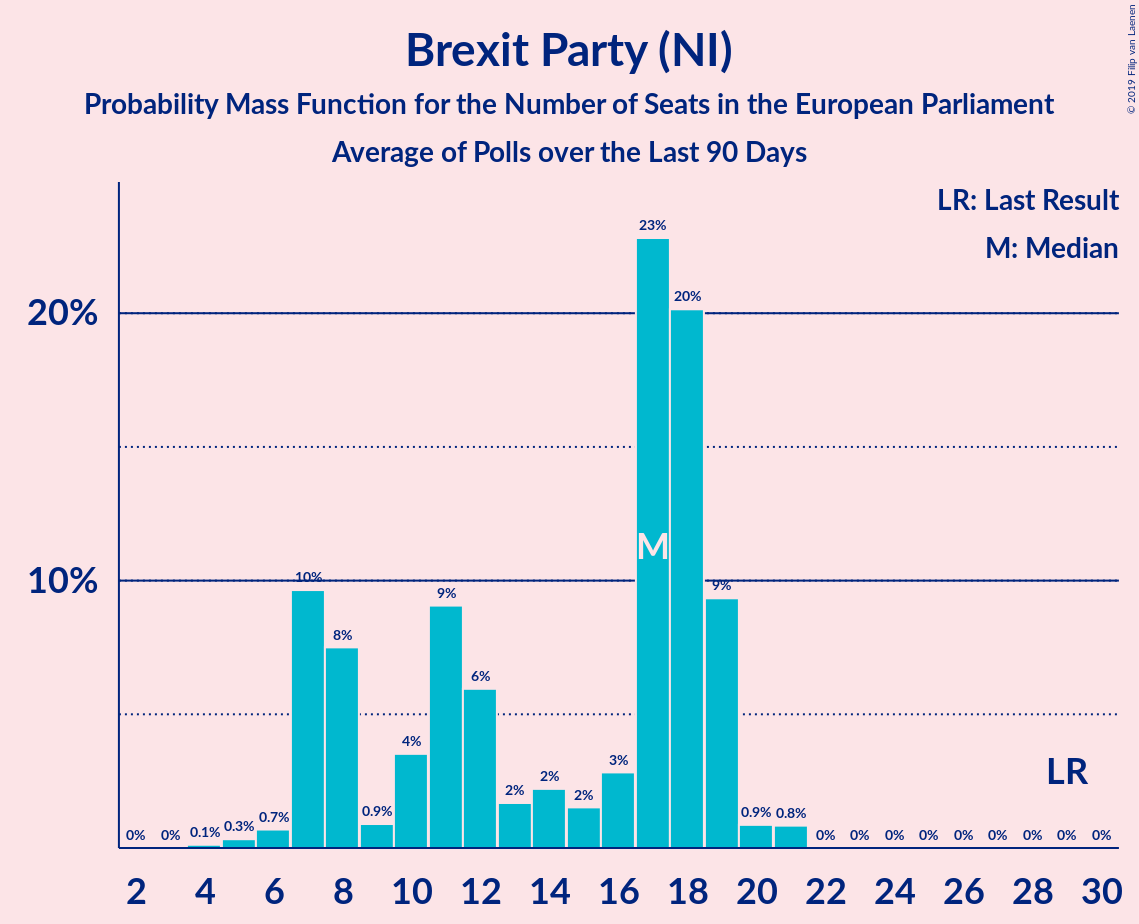 Brexit Party (NI)
Probability Mass Function for the Number of Seats in the European Parliament
Average of Polls over the Last 90 Days
© 2019 Filip van Laenen
LR: Last Result
M: Median
20%
10%
0% 0% 0.1% 0.3% 0.7% 10% 8% 0.9% 4% 9% 6% 2% 2% 2% 3% 23% 20% 9% 0.9% 0.8% 0% 0% 0% 0% 0% 0% 0% 0% 0%
M
LR
2 4 6 8 10 12 14 16 18 20 22 24 26 28 30